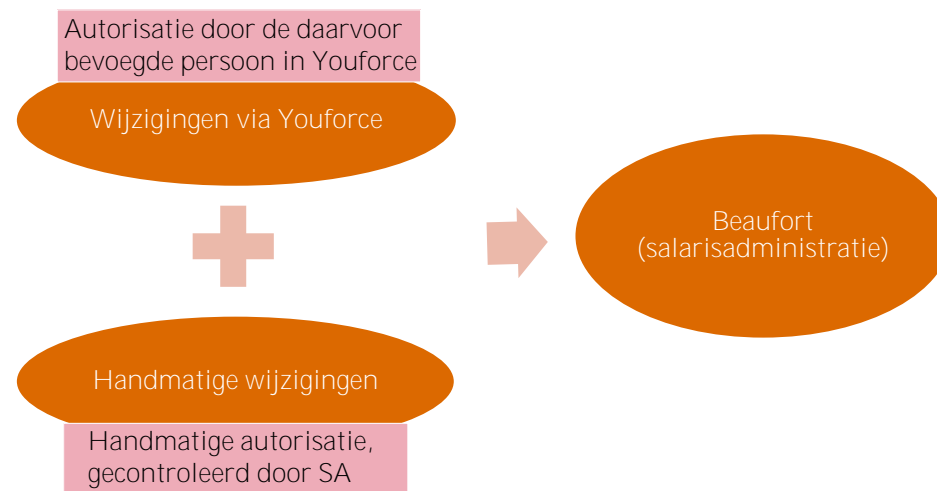 Autorisatie door de daarvoor
bevoegde persoon in Youforce
Wijzigingen via Youforce
Beaufort
(salarisadministratie)
Handmatige wijzigingen
Handmatige autorisatie,
gecontroleerd door SA